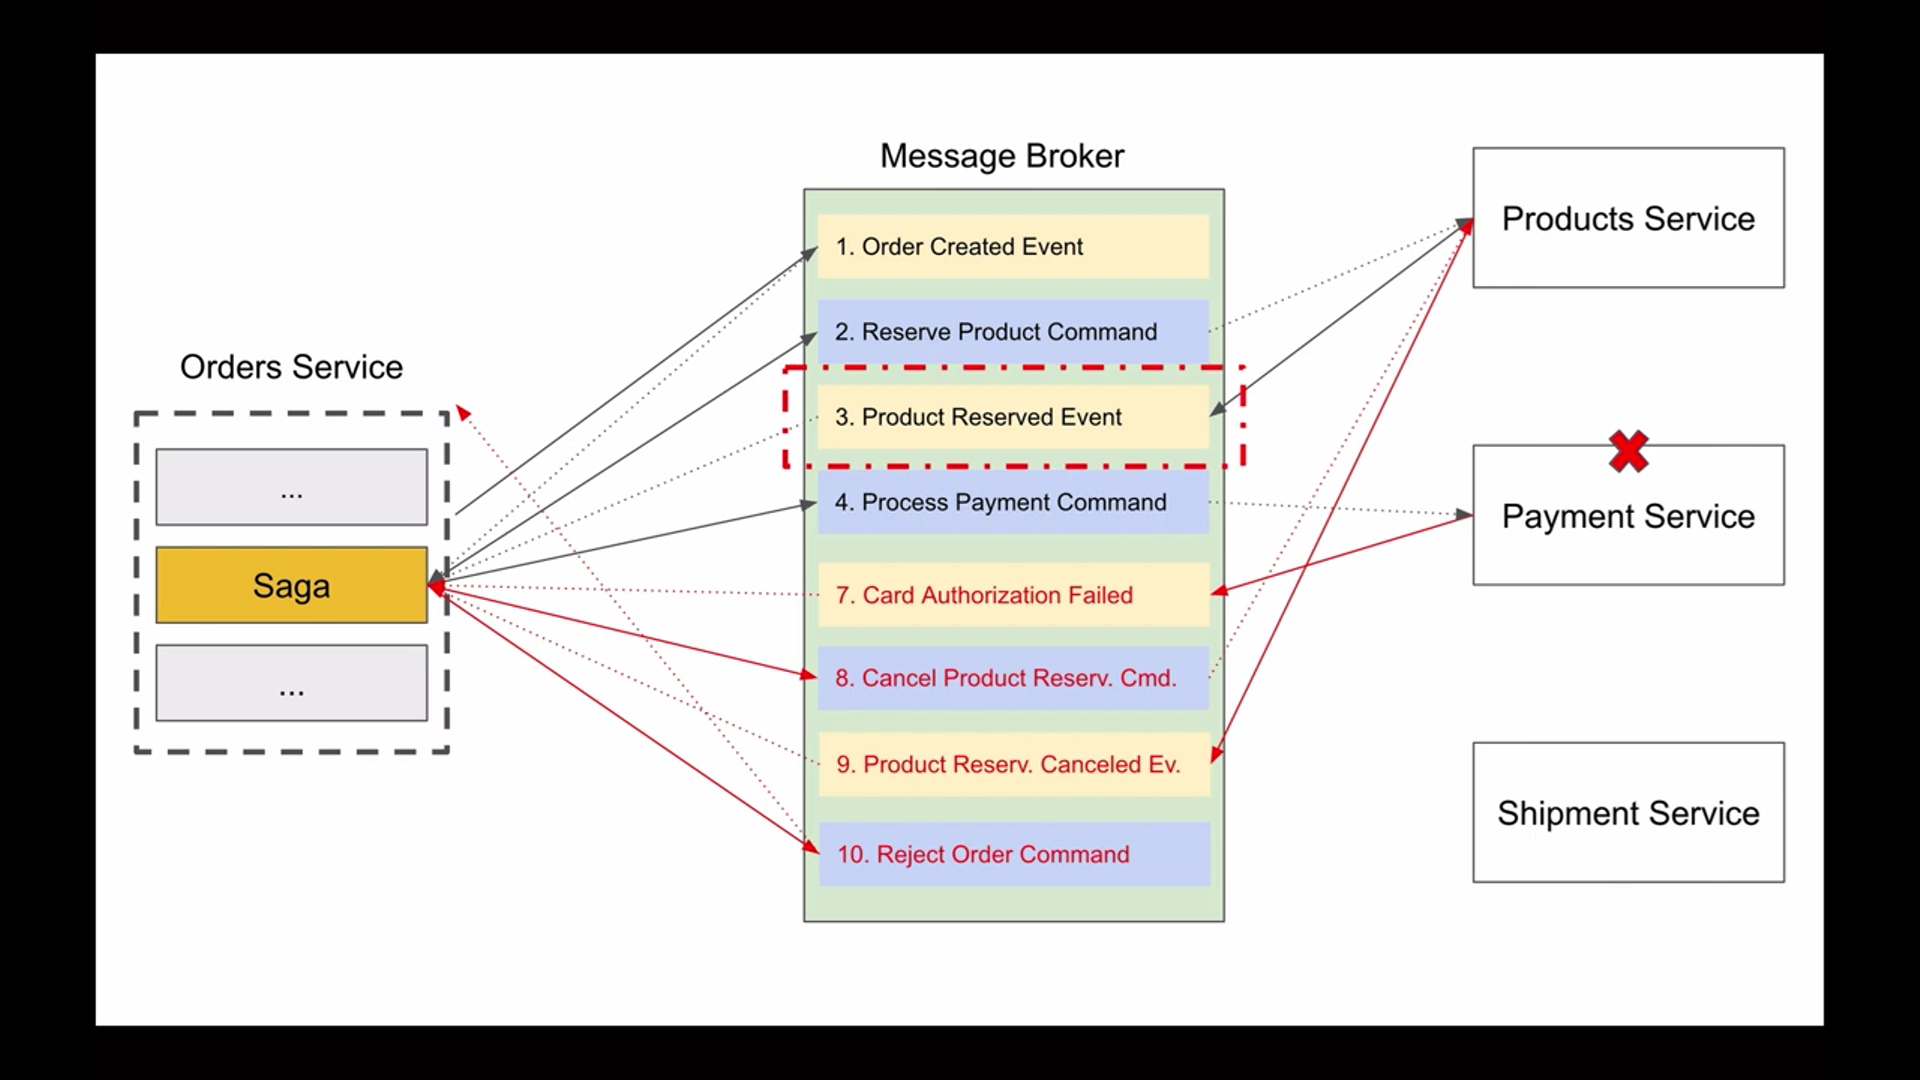 Message Broker
1. Order Created Event
2. Reserve Product Command
3. Product Reserved Event
4. Process Payment Command
7. Card Authorization Failed
8. Cancel Product Reserv. Cmd.
9. Product Reserv. Canceled Ev.
10. Reject Order Command
Orders Service
...
Saga
...
Products Service
Payment Service
Shipment Service